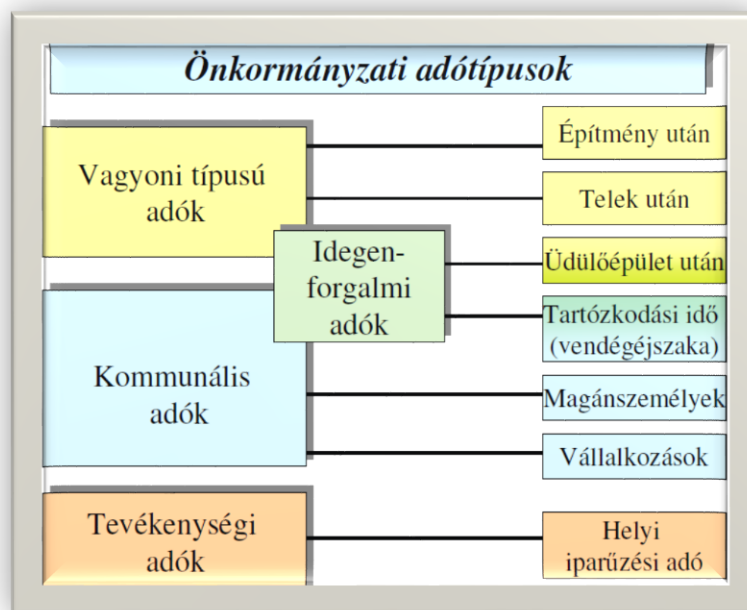 Önkormányzati adótípusok
Vagyoni típusú
adók
Építmény után
Telek után
Idegen-
forgalmi
adók
Üdülőépület után
Tartózkodási idő
(vendégéjszaka)
Kommunális
adók
Magánszemélyek
Vállalkozások
Tevékenységi
adók
Helyi
iparűzési adó